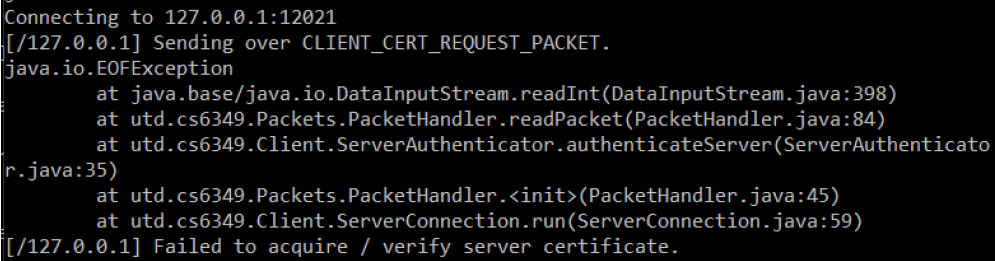 Connecting to 127.0.0.1:12021
[/127.0.0.1] Sending over CLIENT_CERT_REQUEST_PACKET.
java.io.EOFException
at java.base/java.io.DataInputStream.readInt(DataInputStream.java:398)
at utd.cs6349.Packets.PacketHandler.readPacket(PacketHandler.java:84)
at utd.cs6349.Client.ServerAuthenticator.authenticateServer(ServerAuthenticato
r.java:35)
at utd.cs6349.Packets.PacketHandler.<init>(PacketHandler.java:45)
at utd.cs6349.Client.ServerConnection.run(ServerConnection.java:59)
[/127.0.0.1] Failed to acquire / verify server certificate.